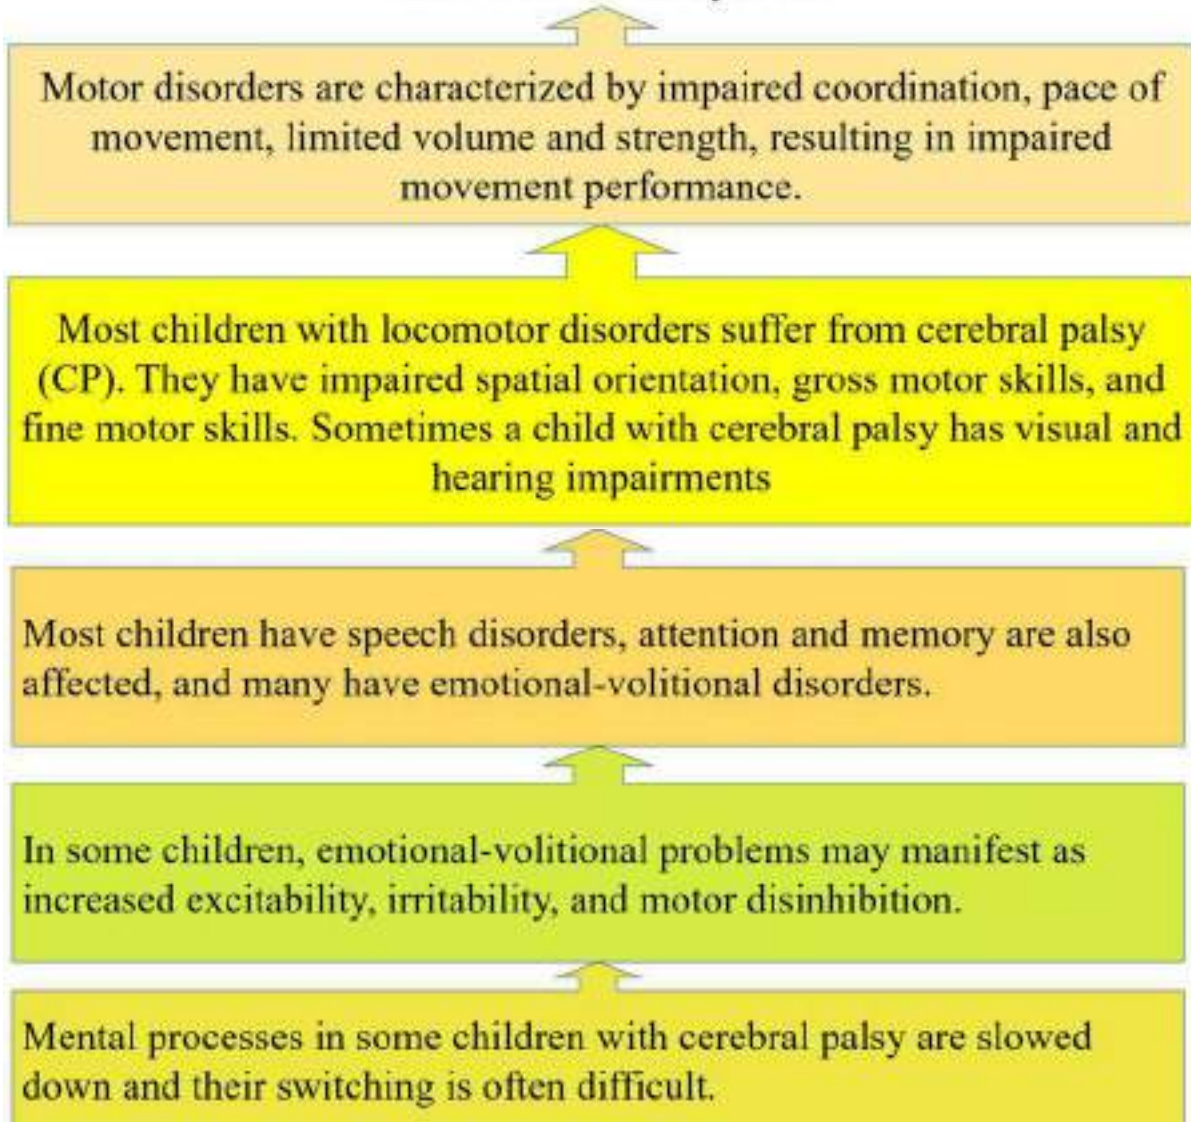 Motor disorders are characterized by impaired coordination, pace of
movement, limited volume and strength, resulting in impaired
movement performance.
Most children with locomotor disorders suffer from cerebral palsy
(CP). They have impaired spatial orientation, gross motor skills, and
fine motor skills. Sometimes a child with cerebral palsy has visual and
hearing impairments
Most children have speech disorders, attention and memory are also
affected, and many have emotional-volitional disorders.
In some children, emotional-volitional problems may manifest as
increased excitability, irritability, and motor disinhibition.
Mental processes in some children with cerebral palsy are slowed
down and their switching is often difficult.